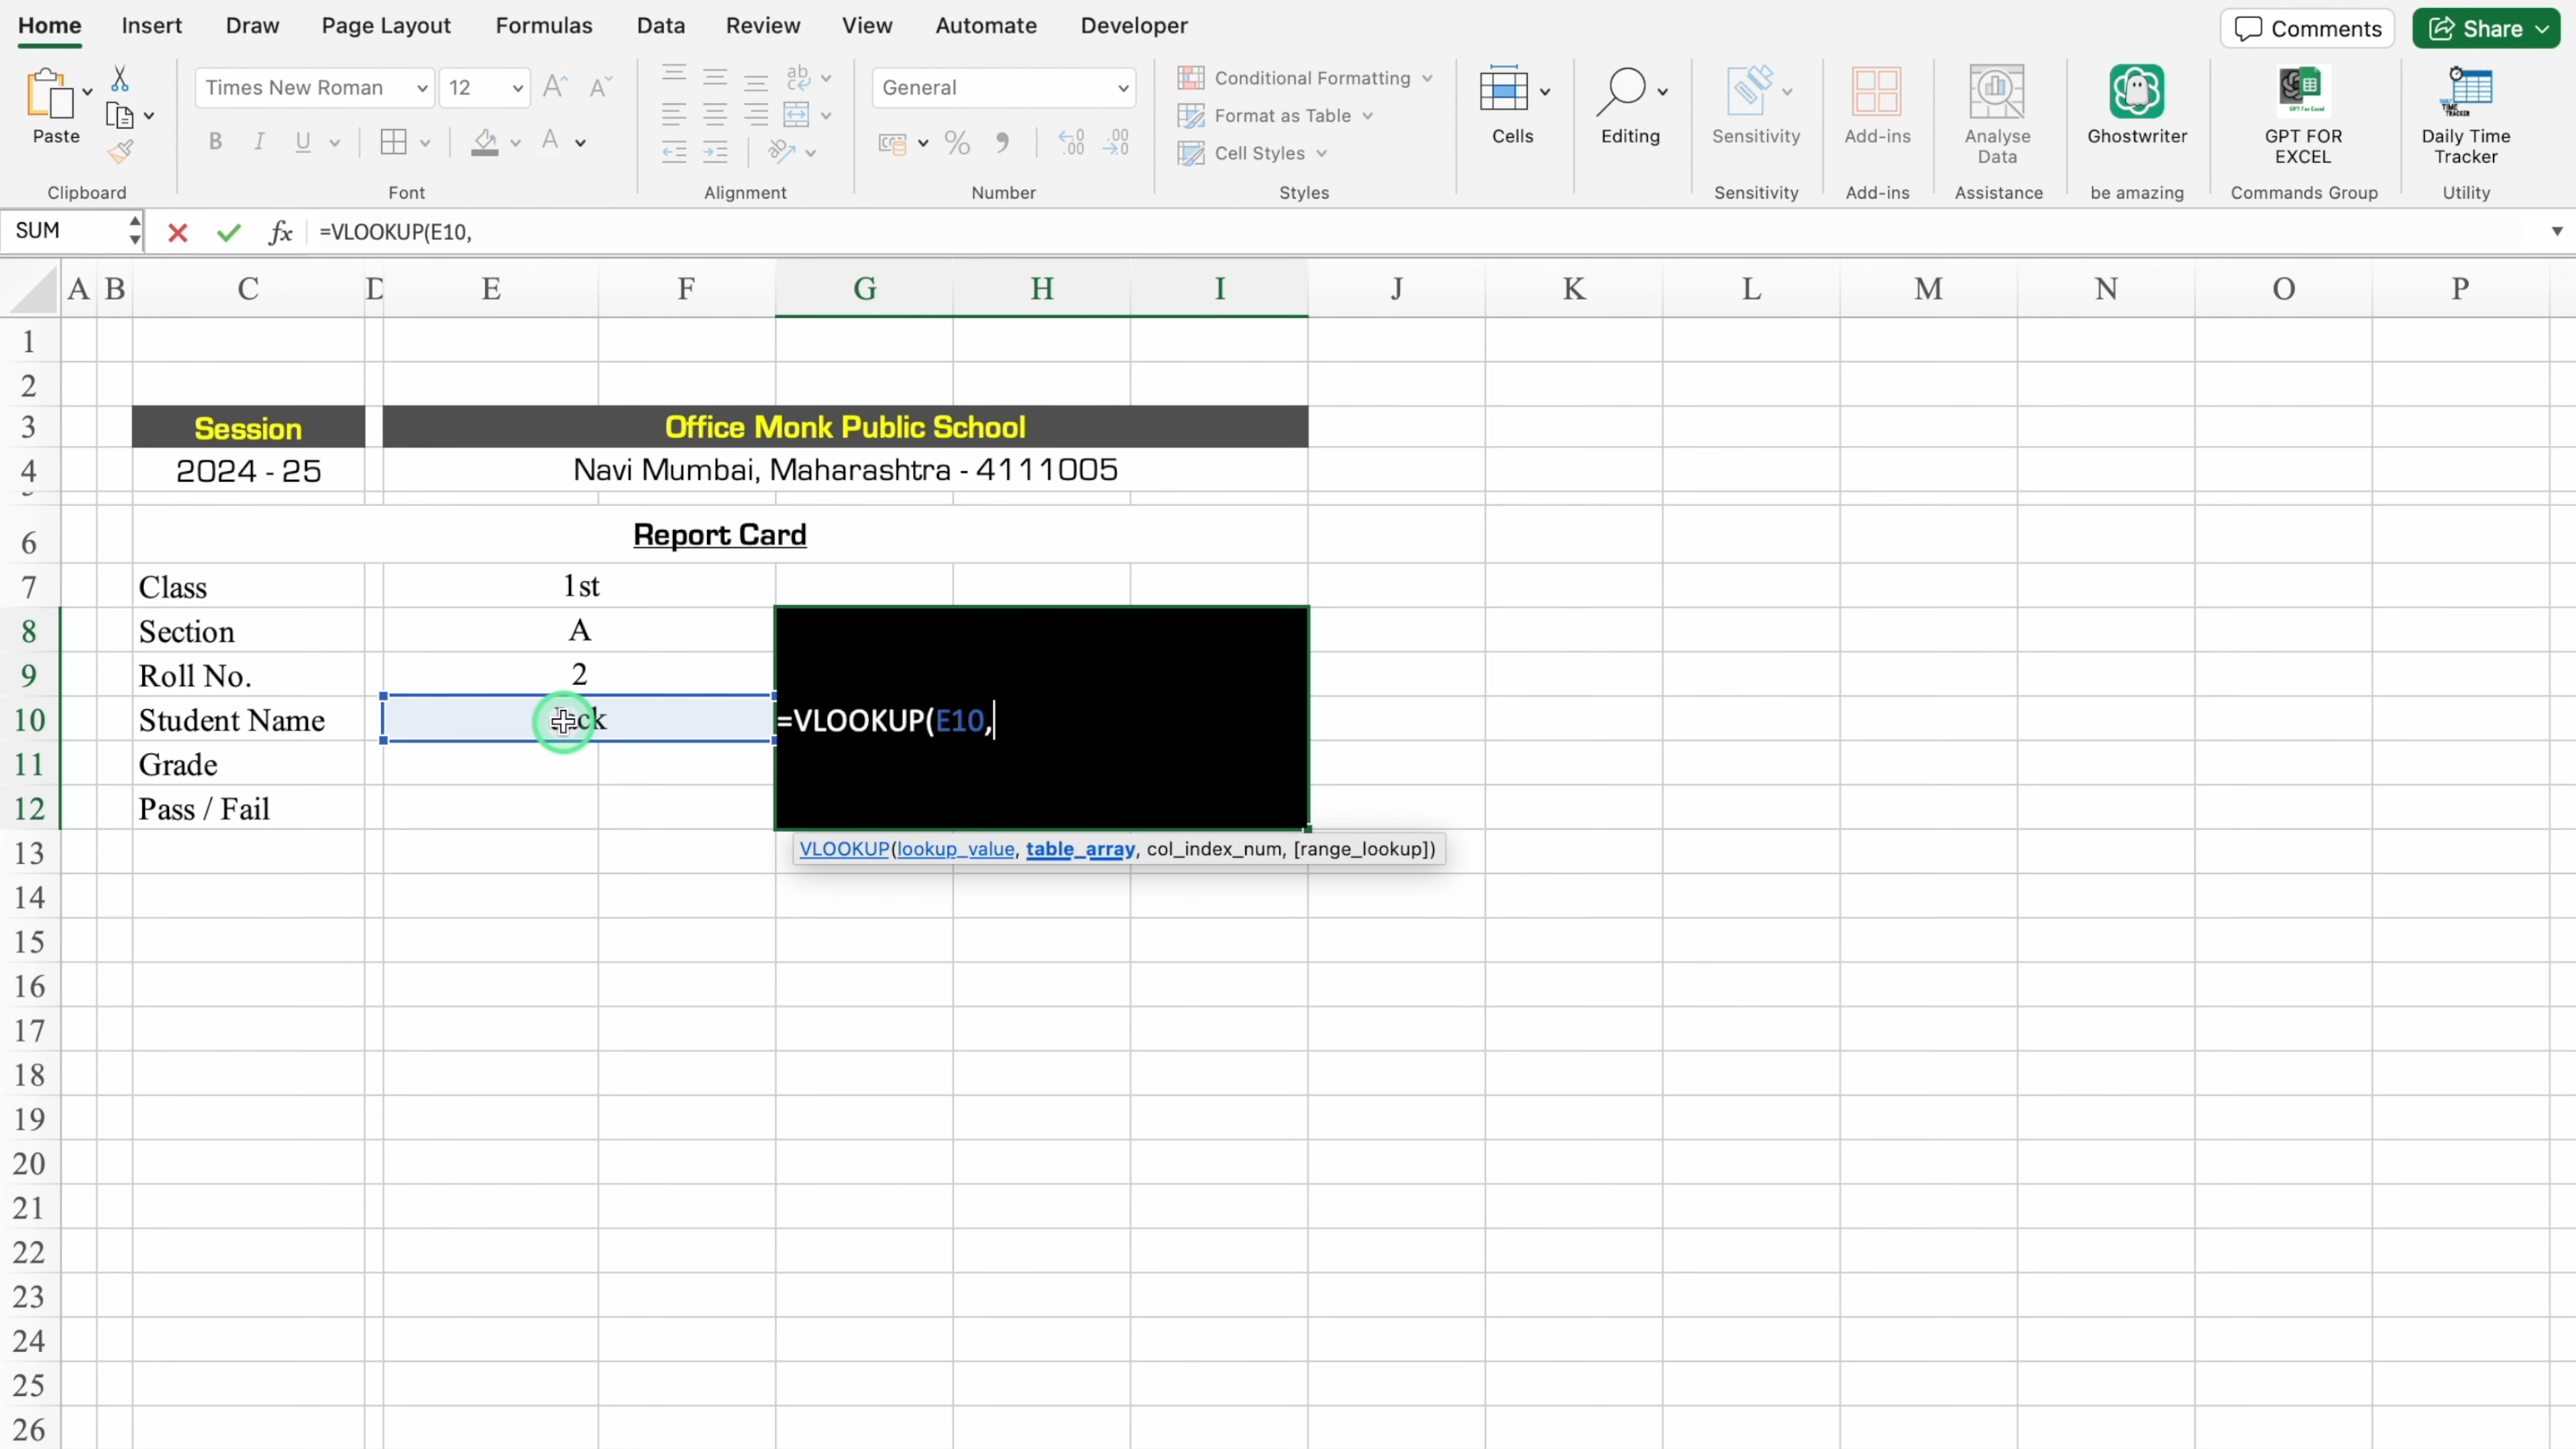 Home Insert Draw Page Layout Formulas Data Review View Automate Developer Comments Share
Paste
Clipboard
Times New Roman 12
B I U A
Font
ab
Alignment
General
% .00
Number
Conditional Formatting
Format as Table
Cell Styles
Styles
Cells
Editing
Sensitivity
Sensitivity
Add-ins
Add-ins
Analyse
Data
Assistance
Ghostwriter
be amazing
GPT FOR
EXCEL
Commands Group
Daily Time
Tracker
Utility
SUM fx =VLOOKUP(E10,
A B C D E F G H I J K L M N O P
1
2
3 Session Office Monk Public School
4 2024 - 25 Navi Mumbai, Maharashtra - 4111005
6 Report Card
7 Class 1st
8 Section A
9 Roll No. 2
10 Student Name =VLOOKUP(E10,
11 Grade
12 Pass / Fail
13 VLOOKUP(lookup_value, table_array, col_index_num, [range_lookup])
14
15
16
17
18
19
20
21
22
23
24
25
26